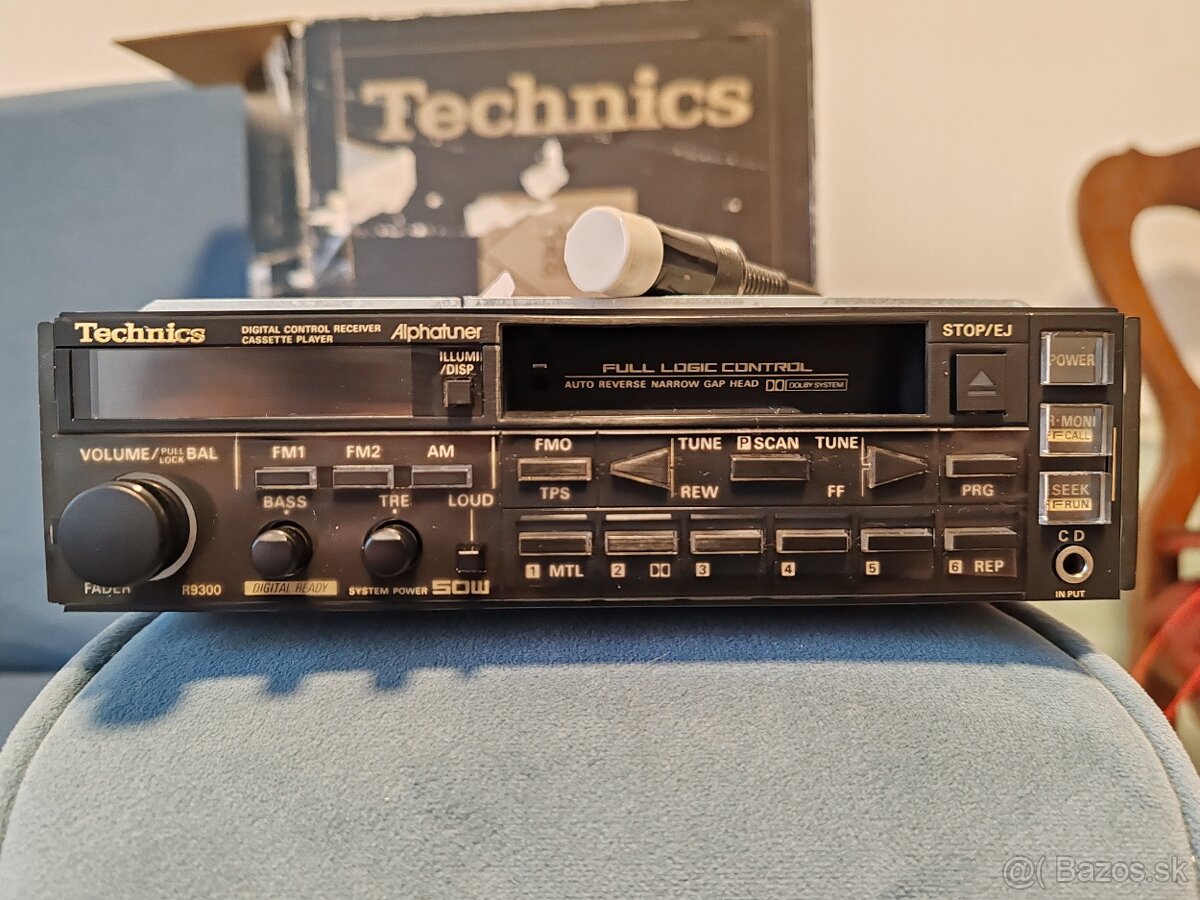 Technics
Technics
DIGITAL CONTROL RECEIVER
CASSETTE PLAYER
Alphatuner
ILLUMI
/DISP
FULL LOGIC CONTROL
AUTO REVERSE NARROW GAP HEAD DOLBY SYSTEM
STOP/EJ
POWER
R·MONI
F·CALL
SEEK
F·RUN
VOLUME/PULL LOCK BAL
FM1 FM2 AM
BASS TRE LOUD
FMO TUNE P SCAN TUNE
TPS REW FF PRG
1 MTL 2 3 4 5 6 REP
FADER R9300 DIGITAL READY SYSTEM POWER 50W
CD
IN PUT
@( Bazos.sk